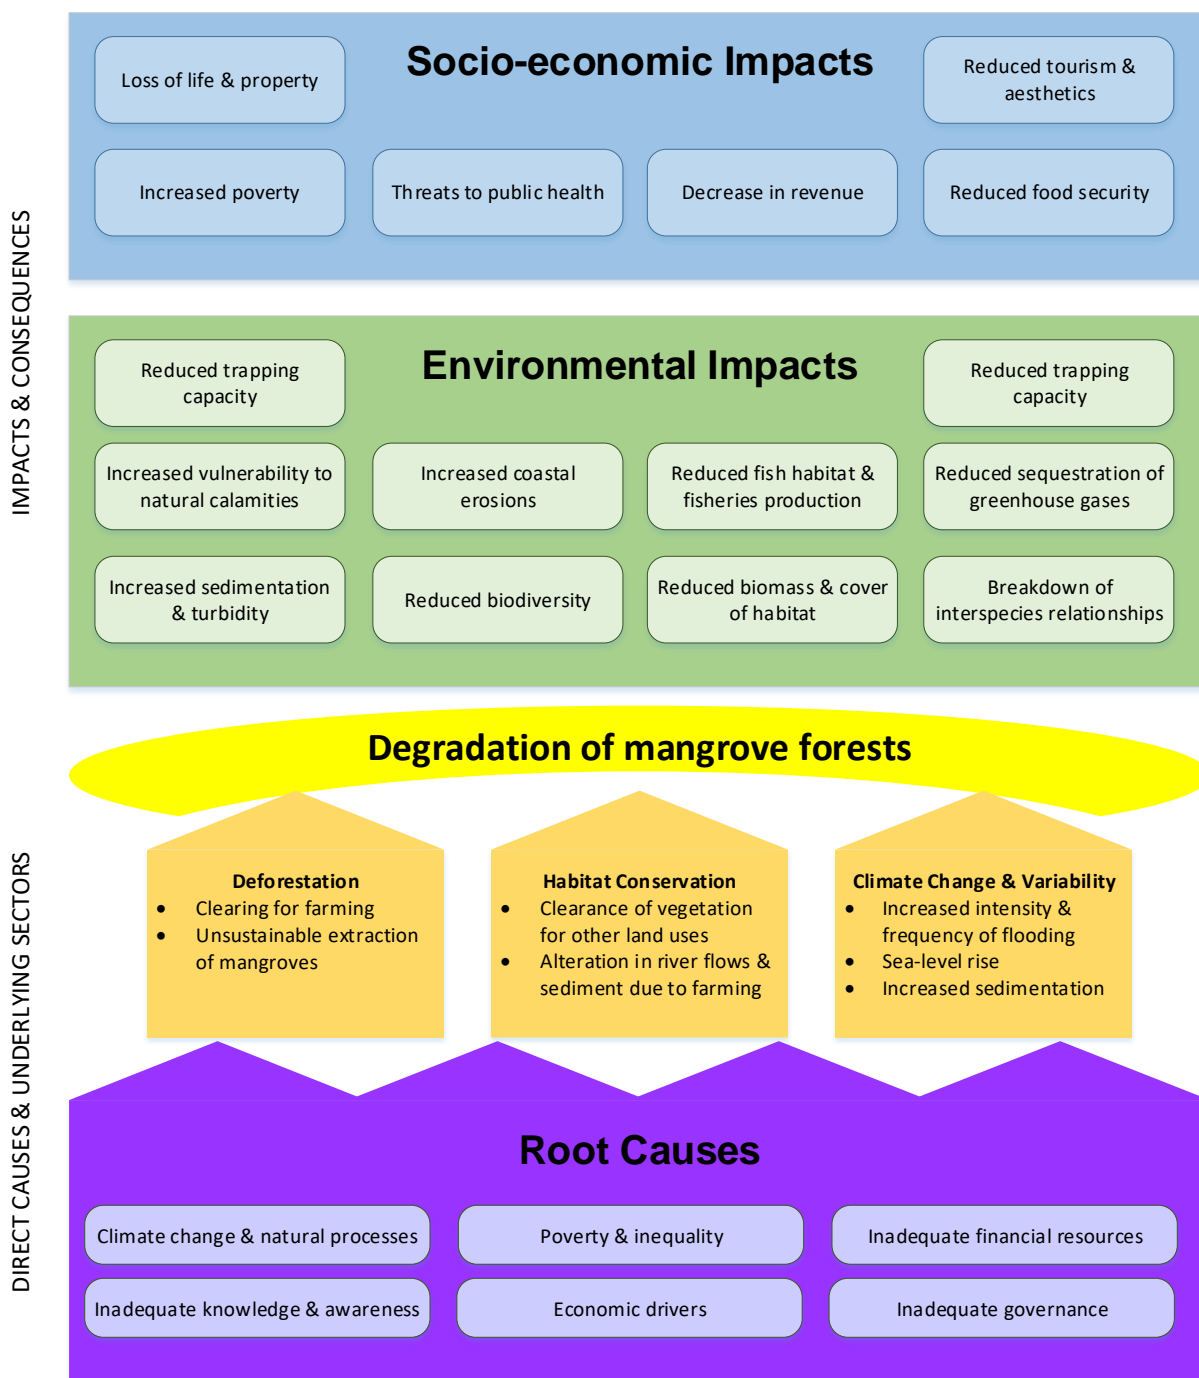 IMPACTS & CONSEQUENCES
Socio-economic Impacts
Loss of life & property
Reduced tourism &
aesthetics
Increased poverty
Threats to public health
Decrease in revenue
Reduced food security
Environmental Impacts
Reduced trapping
capacity
Reduced trapping
capacity
Increased vulnerability to
natural calamities
Increased coastal
erosions
Reduced fish habitat &
fisheries production
Reduced sequestration of
greenhouse gases
Increased sedimentation
& turbidity
Reduced biodiversity
Reduced biomass & cover
of habitat
Breakdown of
interspecies relationships
DIRECT CAUSES & UNDERLYING SECTORS
Degradation of mangrove forests
Deforestation
• Clearing for farming
• Unsustainable extraction
of mangroves
Habitat Conservation
• Clearance of vegetation
for other land uses
• Alteration in river flows &
sediment due to farming
Climate Change & Variability
• Increased intensity &
frequency of flooding
• Sea-level rise
• Increased sedimentation
Root Causes
Climate change & natural processes
Poverty & inequality
Inadequate financial resources
Inadequate knowledge & awareness
Economic drivers
Inadequate governance